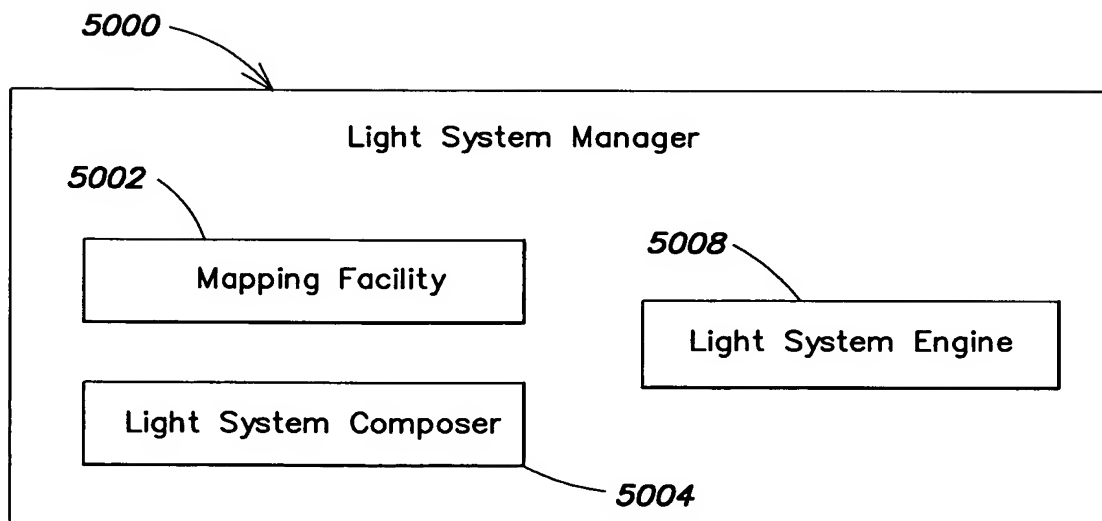 5000
Light System Manager
5002
Mapping Facility
5008
Light System Engine
Light System Composer
5004